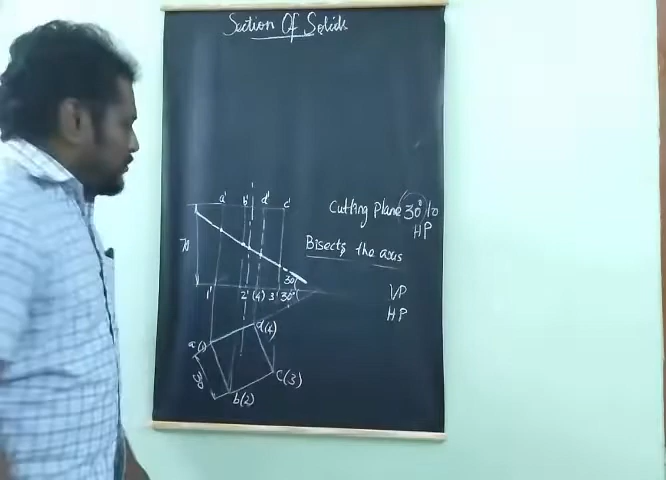 Section Of Solids
a' b' d' c'
Cutting Plane 30° to
HP
Bisects the axis
70
30
1' 2' (4) 3' 30°
VP
HP
d(4)
a (1)
c(3)
b(2)